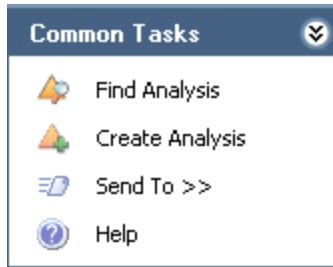 Common Tasks
Find Analysis
Create Analysis
Send To >>
Help